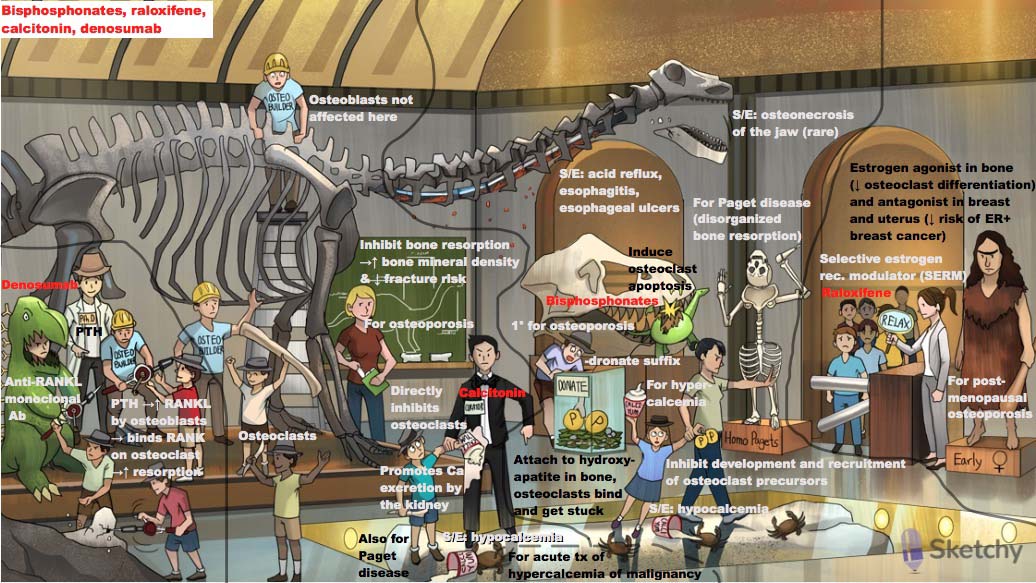 Bisphosphonates, raloxifene,
calcitonin, denosumab
OSTEO
BUILDER
Osteoblasts not
affected here
S/E: osteonecrosis
of the jaw (rare)
S/E: acid reflux,
esophagitis,
esophageal ulcers
For Paget disease
(disorganized
bone resorption)
Estrogen agonist in bone
(↓ osteoclast differentiation)
and antagonist in breast
and uterus (↓ risk of ER+
breast cancer)
Inhibit bone resorption
→↑ bone mineral density
& ↓ fracture risk
Induce
osteoclast
apoptosis
Selective estrogen
rec. modulator (SERM)
Raloxifene
RELAX
Denosumab
PTH
OSTEO
BUILDER
OSTEO
BUILDER
For osteoporosis
Bisphosphonates
1° for osteoporosis
-dronate suffix
DONATE
P P
Anti-RANKL
monoclonal
Ab
PTH →↑ RANKL
by osteoblasts
→ binds RANK
on osteoclast
→↑ resorption
Osteoclasts
Directly
inhibits
osteoclasts
Calcitonin
For hyper-
calcemia
For post-
menopausal
osteoporosis
Homo Pagets
P P
Early ♀
Promotes Ca
excretion by
the kidney
Attach to hydroxy-
apatite in bone,
osteoclasts bind
and get stuck
Inhibit development and recruitment
of osteoclast precursors
S/E: hypocalcemia
S/E: hypocalcemia
Also for
Paget
disease
For acute tx of
hypercalcemia of malignancy
Sketchy